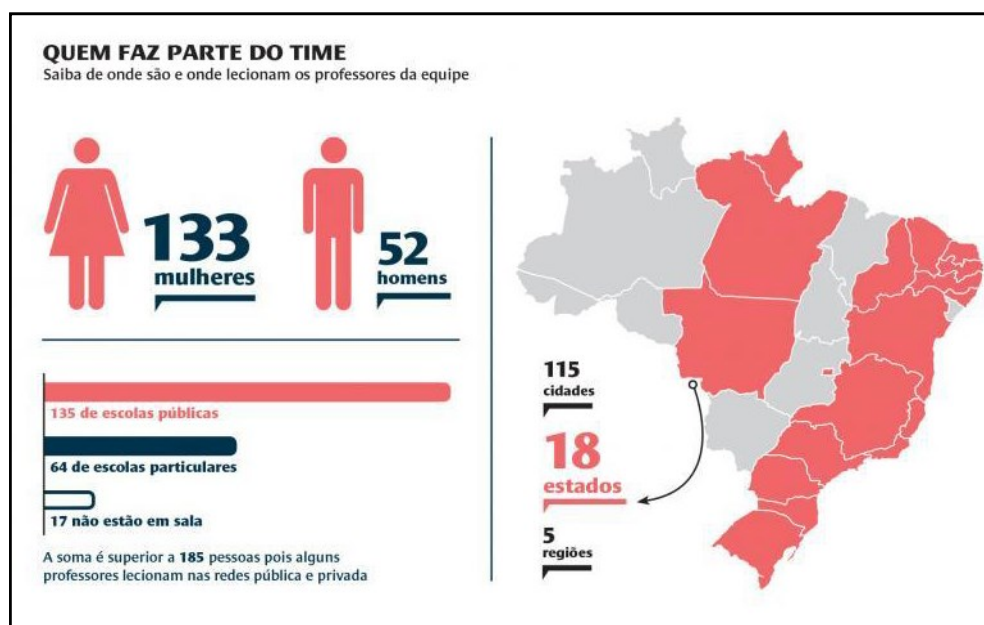 QUEM FAZ PARTE DO TIME
Saiba de onde são e onde lecionam os professores da equipe
133
mulheres
52
homens
135 de escolas públicas
64 de escolas particulares
17 não estão em sala
A soma é superior a 185 pessoas pois alguns
professores lecionam nas redes pública e privada
115
cidades
18
estados
5
regiões